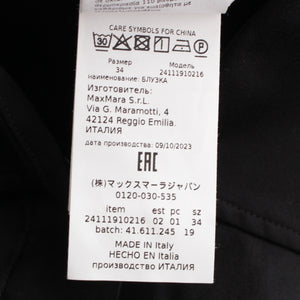 CARE SYMBOLS FOR CHINA
30
P
Размер Модель
34 24111910216
наименование: БЛУЗКА
Изготовитель:
MaxMara S.r.L.
Via G. Maramotti, 4
42124 Reggio Emilia.
ИТАЛИЯ
дата производства: 09/10/2023
EAC
(株)マックスマーラジャパン
0120-030-535
item est pc sz
24111910216 02 01 34
batch: 41.611.245 19
MADE IN Italy
HECHO EN Italia
производство ИТАЛИЯ